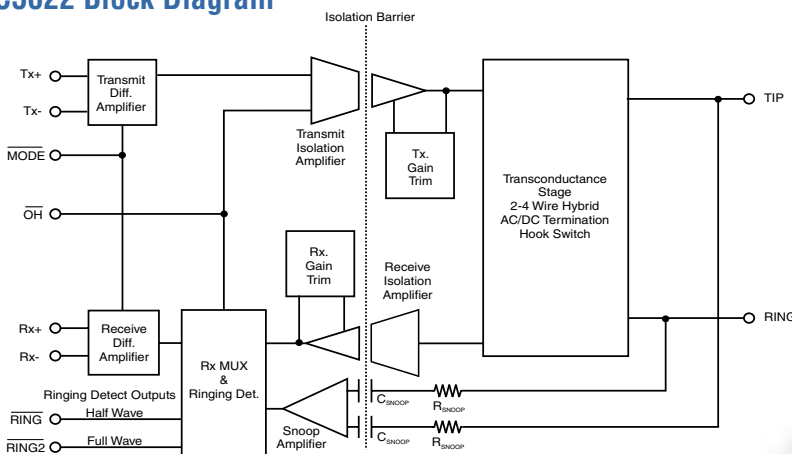 Block Diagram
Isolation Barrier
Tx+
Tx-
MODE
OH
Transmit
Diff.
Amplifier
Transmit
Isolation
Amplifier
Tx.
Gain
Trim
Transconductance
Stage
2-4 Wire Hybrid
AC/DC Termination
Hook Switch
TIP
RING
Rx.
Gain
Trim
Receive
Isolation
Amplifier
Rx+
Rx-
Receive
Diff.
Amplifier
Rx MUX
&
Ringing Det.
Ringing Detect Outputs
RING
Half Wave
RING2
Full Wave
Snoop
Amplifier
CSNOOP
RSNOOP
CSNOOP
RSNOOP